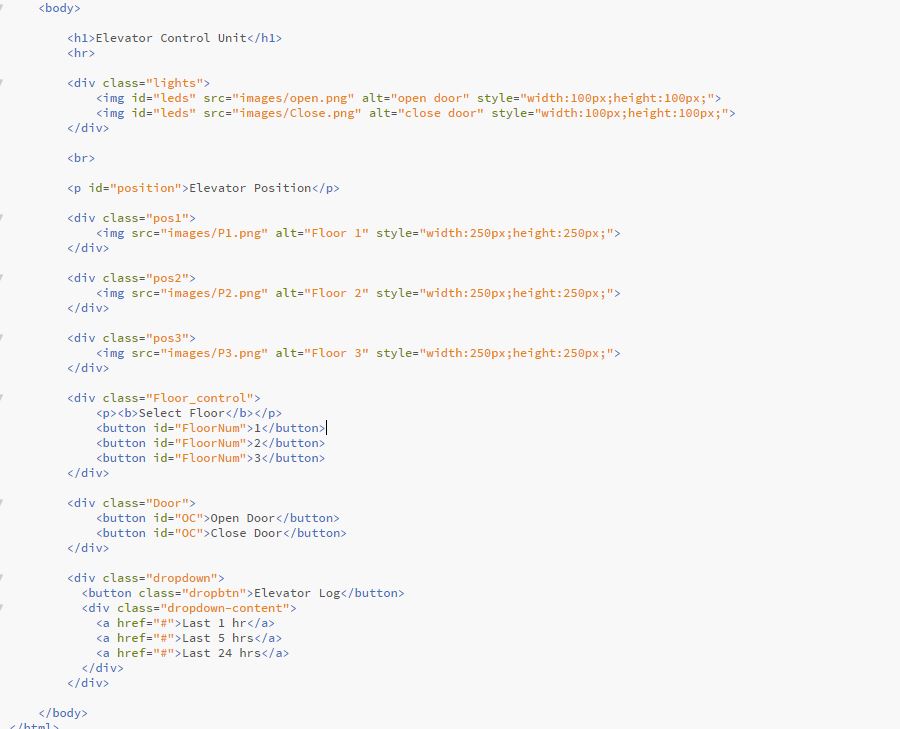 <body>
<h1>Elevator Control Unit</h1>
<hr>
<div class="lights">
<img id="leds" src="images/open.png" alt="open door" style="width:100px;height:100px;">
<img id="leds" src="images/Close.png" alt="close door" style="width:100px;height:100px;">
</div>
<br>
<p id="position">Elevator Position</p>
<div class="pos1">
<img src="images/P1.png" alt="Floor 1" style="width:250px;height:250px;">
</div>
<div class="pos2">
<img src="images/P2.png" alt="Floor 2" style="width:250px;height:250px;">
</div>
<div class="pos3">
<img src="images/P3.png" alt="Floor 3" style="width:250px;height:250px;">
</div>
<div class="Floor_control">
<p><b>Select Floor</b></p>
<button id="FloorNum">1</button>
<button id="FloorNum">2</button>
<button id="FloorNum">3</button>
</div>
<div class="Door">
<button id="OC">Open Door</button>
<button id="OC">Close Door</button>
</div>
<div class="dropdown">
<button class="dropbtn">Elevator Log</button>
<div class="dropdown-content">
<a href="#">Last 1 hr</a>
<a href="#">Last 5 hrs</a>
<a href="#">Last 24 hrs</a>
</div>
</div>
</body>
</html>